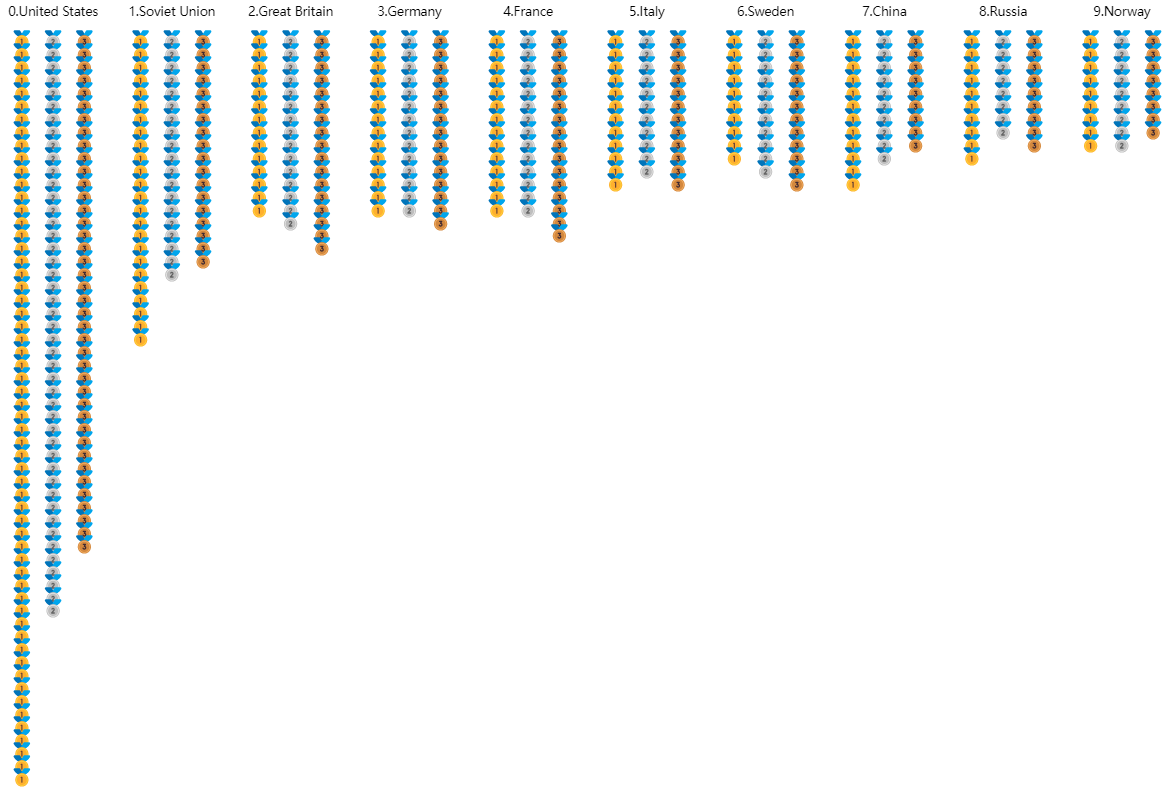 0.United States
1.Soviet Union
2.Great Britain
3.Germany
4.France
5.Italy
6.Sweden
7.China
8.Russia
9.Norway